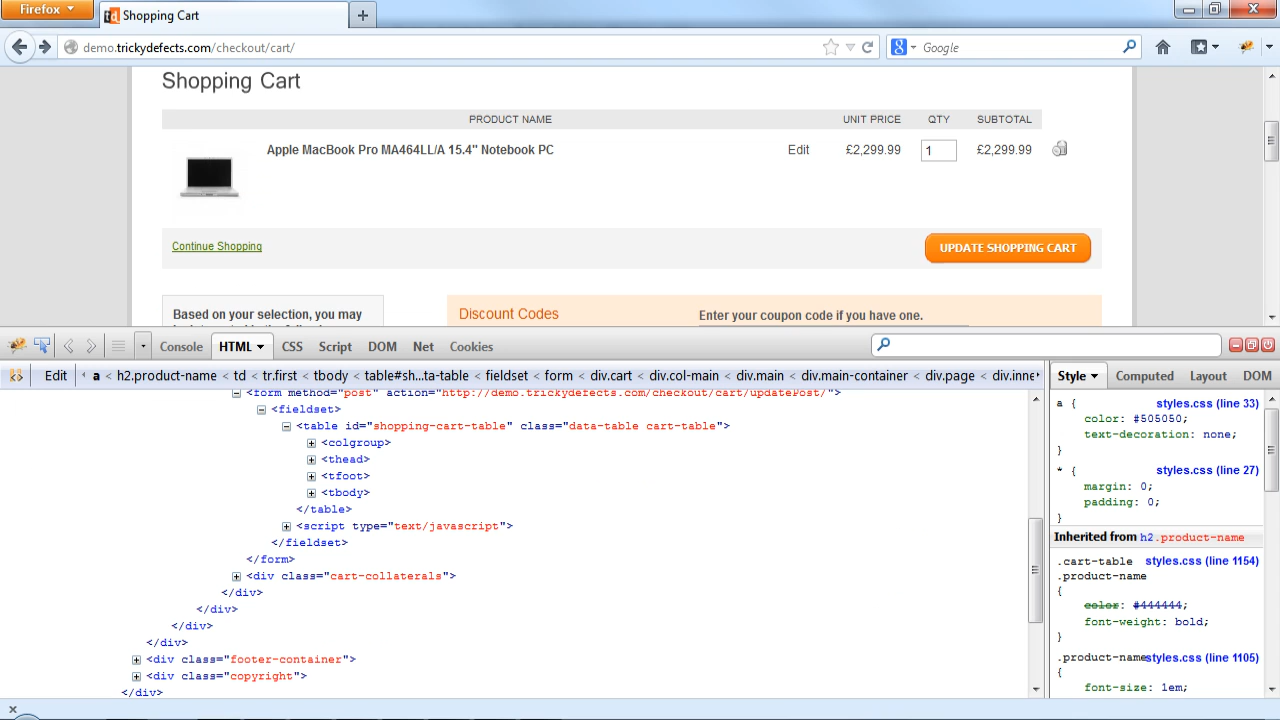 Firefox
td Shopping Cart
demo.trickydefects.com/checkout/cart/
Google
Shopping Cart
PRODUCT NAME UNIT PRICE QTY SUBTOTAL
Apple MacBook Pro MA464LL/A 15.4" Notebook PC Edit £2,299.99 1 £2,299.99
Continue Shopping UPDATE SHOPPING CART
Based on your selection, you may
Discount Codes Enter your coupon code if you have one.
Console HTML CSS Script DOM Net Cookies
Edit a < h2.product-name < td < tr.first < tbody < table#sh...ta-table < fieldset < form < div.cart < div.col-main < div.main < div.main-container < div.page < div.inne
Style Computed Layout DOM
<form method="post" action="http://demo.trickydefects.com/checkout/cart/updatePost/">
<fieldset>
<table id="shopping-cart-table" class="data-table cart-table">
<colgroup>
<thead>
<tfoot>
<tbody>
</table>
<script type="text/javascript">
</fieldset>
</form>
<div class="cart-collaterals">
</div>
</div>
</div>
</div>
<div class="footer-container">
<div class="copyright">
</div>
a { styles.css (line 33)
color: #505050;
text-decoration: none;
}
* { styles.css (line 27)
margin: 0;
padding: 0;
}
Inherited from h2.product-name
.cart-table styles.css (line 1154)
.product-name
{
color: #444444;
font-weight: bold;
}
.product-name styles.css (line 1105)
font-size: 1em;